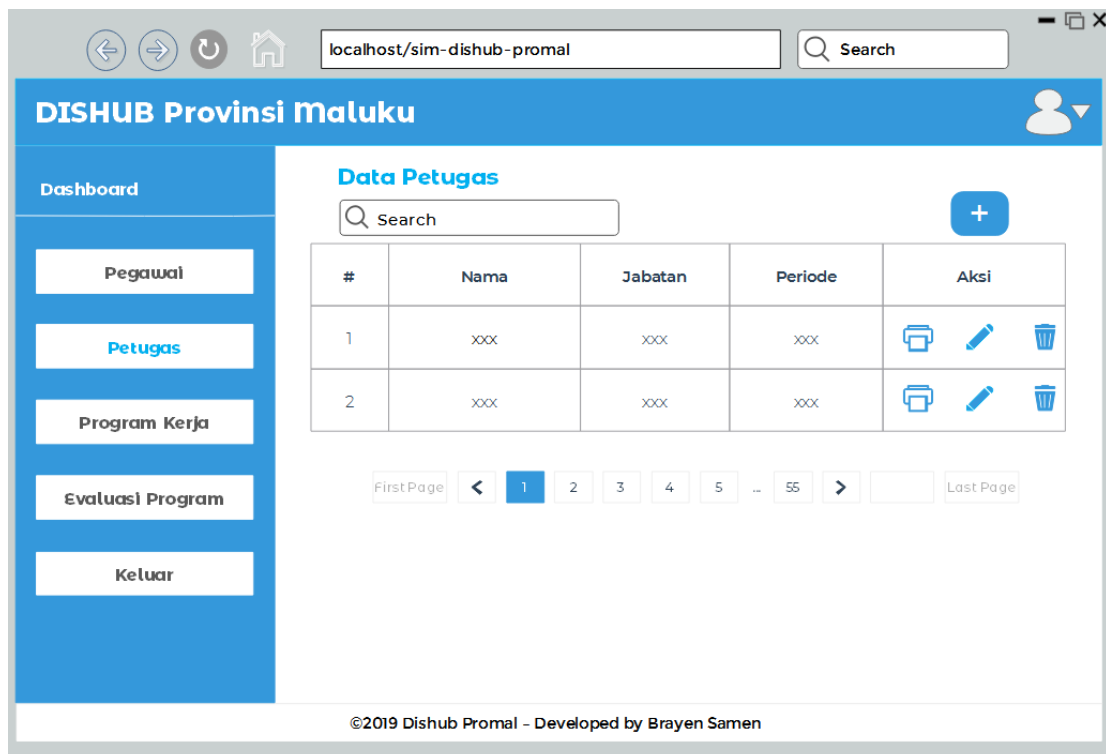 localhost/sim-dishub-promal
Search
DISHUB Provinsi Maluku
Dashboard
Pegawai
Petugas
Program Kerja
Evaluasi Program
Keluar
Data Petugas
Search
+
# Nama Jabatan Periode Aksi
1 xxx xxx xxx
2 xxx xxx xxx
First Page 1 2 3 4 5 ... 55 Last Page
©2019 Dishub Promal – Developed by Brayen Samen